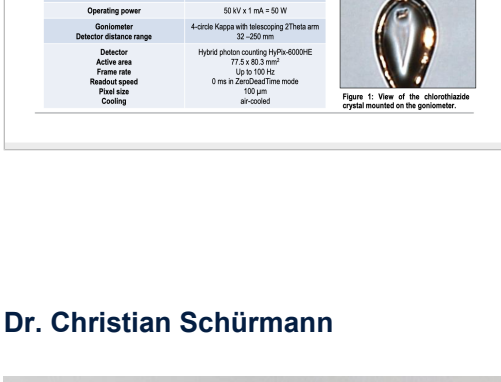 Operating power 50 kV x 1 mA = 50 W
Goniometer 4-circle Kappa with telescoping 2Theta arm
Detector distance range 32 –250 mm
Detector Hybrid photon counting HyPix-6000HE
Active area 77.5 x 80.3 mm²
Frame rate Up to 100 Hz
Readout speed 0 ms in ZeroDeadTime mode
Pixel size 100 µm
Cooling air-cooled
Figure 1: View of the chlorothiazide
crystal mounted on the goniometer.
Dr. Christian Schürmann